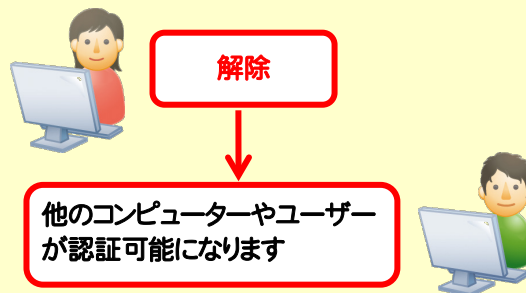 解除
他のコンピューターやユーザー
が認証可能になります